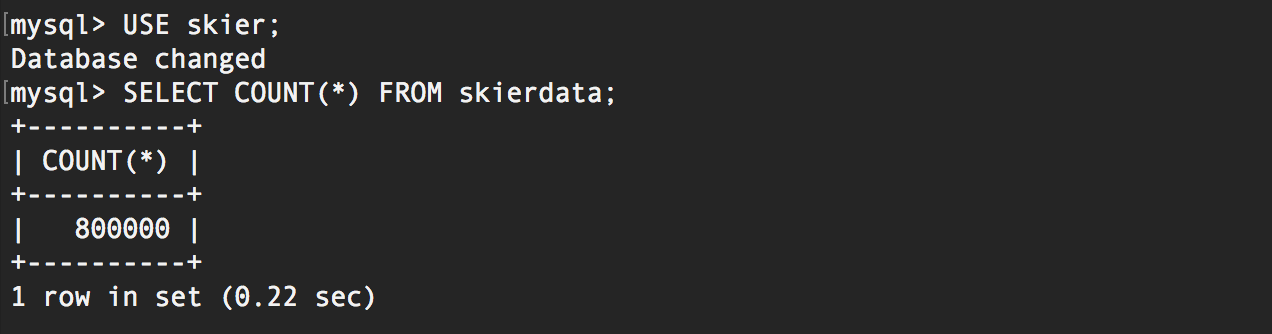 [mysql> USE skier;
Database changed
[mysql> SELECT COUNT(*) FROM skierdata;
+----------+
| COUNT(*) |
+----------+
|   800000 |
+----------+
1 row in set (0.22 sec)